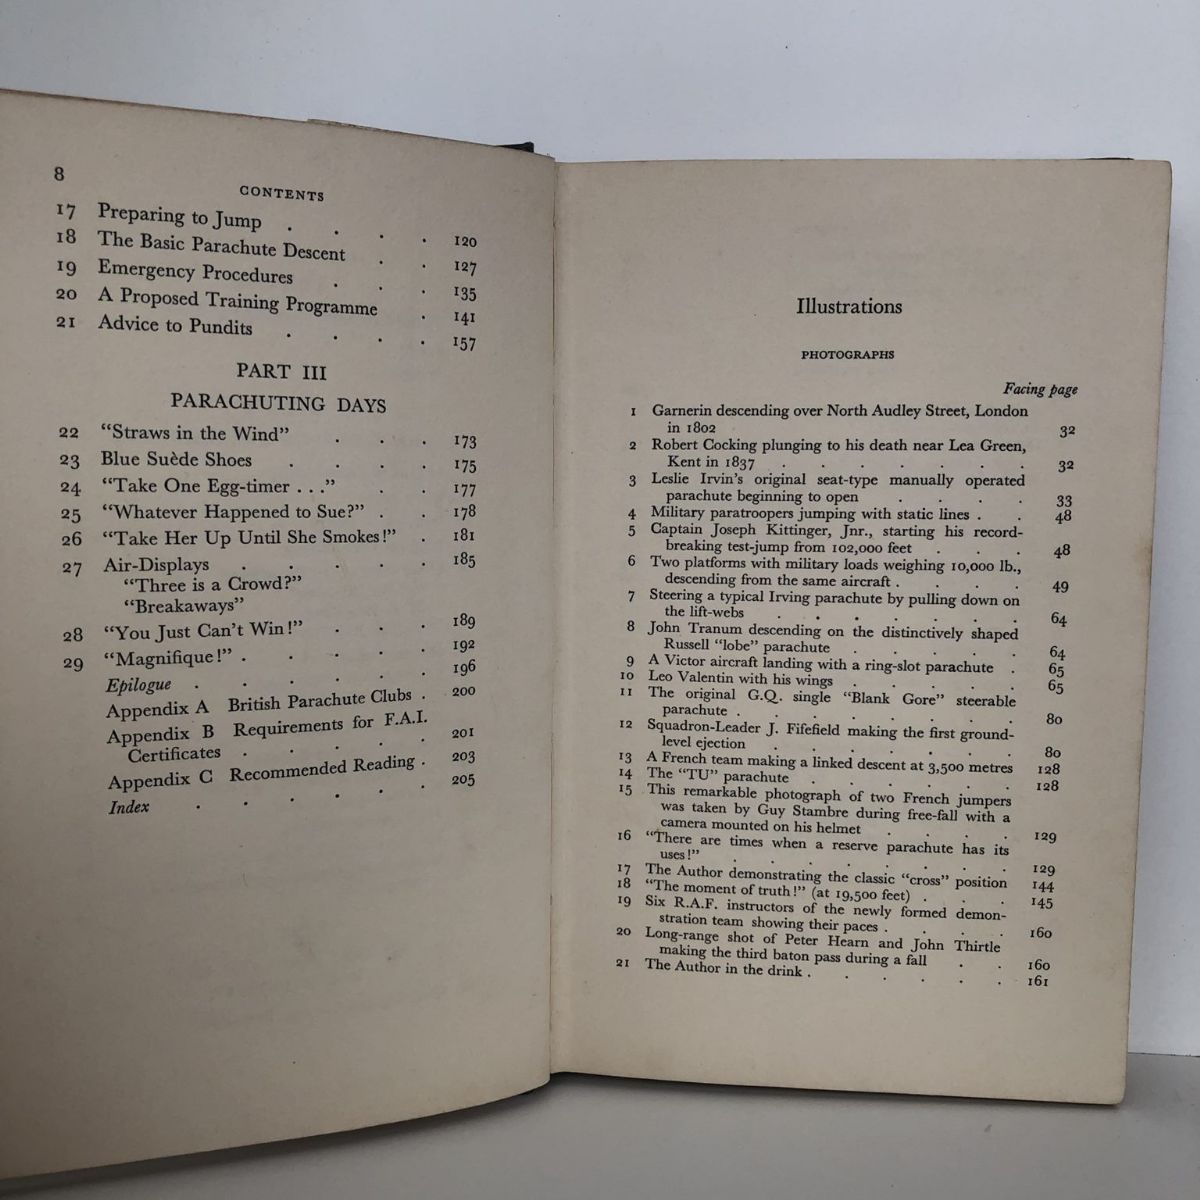 8
CONTENTS
17 Preparing to Jump . . . . 120
18 The Basic Parachute Descent . . 127
19 Emergency Procedures . . . 135
20 A Proposed Training Programme . 141
21 Advice to Pundits . . . . 157
PART III
PARACHUTING DAYS
22 “Straws in the Wind” . . . 173
23 Blue Suède Shoes . . . . 175
24 “Take One Egg-timer . . .” . . 177
25 “Whatever Happened to Sue?” . . 178
26 “Take Her Up Until She Smokes!” . 181
27 Air-Displays . . . . . 185
“Three is a Crowd?”
“Breakaways”
28 “You Just Can’t Win!” . . . 189
29 “Magnifique!” . . . . . 192
Epilogue . . . . . . 196
Appendix A British Parachute Clubs . 200
Appendix B Requirements for F.A.I.
Certificates . . . . . 201
Appendix C Recommended Reading . 203
Index . . . . . . 205
Illustrations
PHOTOGRAPHS
Facing page
1 Garnerin descending over North Audley Street, London
in 1802 32
2 Robert Cocking plunging to his death near Lea Green,
Kent in 1837 . . . . . . . 32
3 Leslie Irvin’s original seat-type manually operated
parachute beginning to open . . . . 33
4 Military paratroopers jumping with static lines . . 48
5 Captain Joseph Kittinger, Jnr., starting his record-
breaking test-jump from 102,000 feet . . . 48
6 Two platforms with military loads weighing 10,000 lb.,
descending from the same aircraft . . . . 49
7 Steering a typical Irving parachute by pulling down on
the lift-webs . . . . . . . 64
8 John Tranum descending on the distinctively shaped
Russell “lobe” parachute . . . . . 64
9 A Victor aircraft landing with a ring-slot parachute . 65
10 Leo Valentin with his wings . . . . . 65
11 The original G.Q. single “Blank Gore” steerable
parachute . . . . . . . . 80
12 Squadron-Leader J. Fifefield making the first ground-
level ejection . . . . . . . 80
13 A French team making a linked descent at 3,500 metres 128
14 The “TU” parachute . . . . . . 128
15 This remarkable photograph of two French jumpers
was taken by Guy Stambre during free-fall with a
camera mounted on his helmet . . . . 129
16 “There are times when a reserve parachute has its
uses!” . . . . . . . . 129
17 The Author demonstrating the classic “cross” position 144
18 “The moment of truth!” (at 19,500 feet) . . . 145
19 Six R.A.F. instructors of the newly formed demon-
stration team showing their paces . . . . 160
20 Long-range shot of Peter Hearn and John Thirtle
making the third baton pass during a fall . . 160
21 The Author in the drink . . . . . . 161